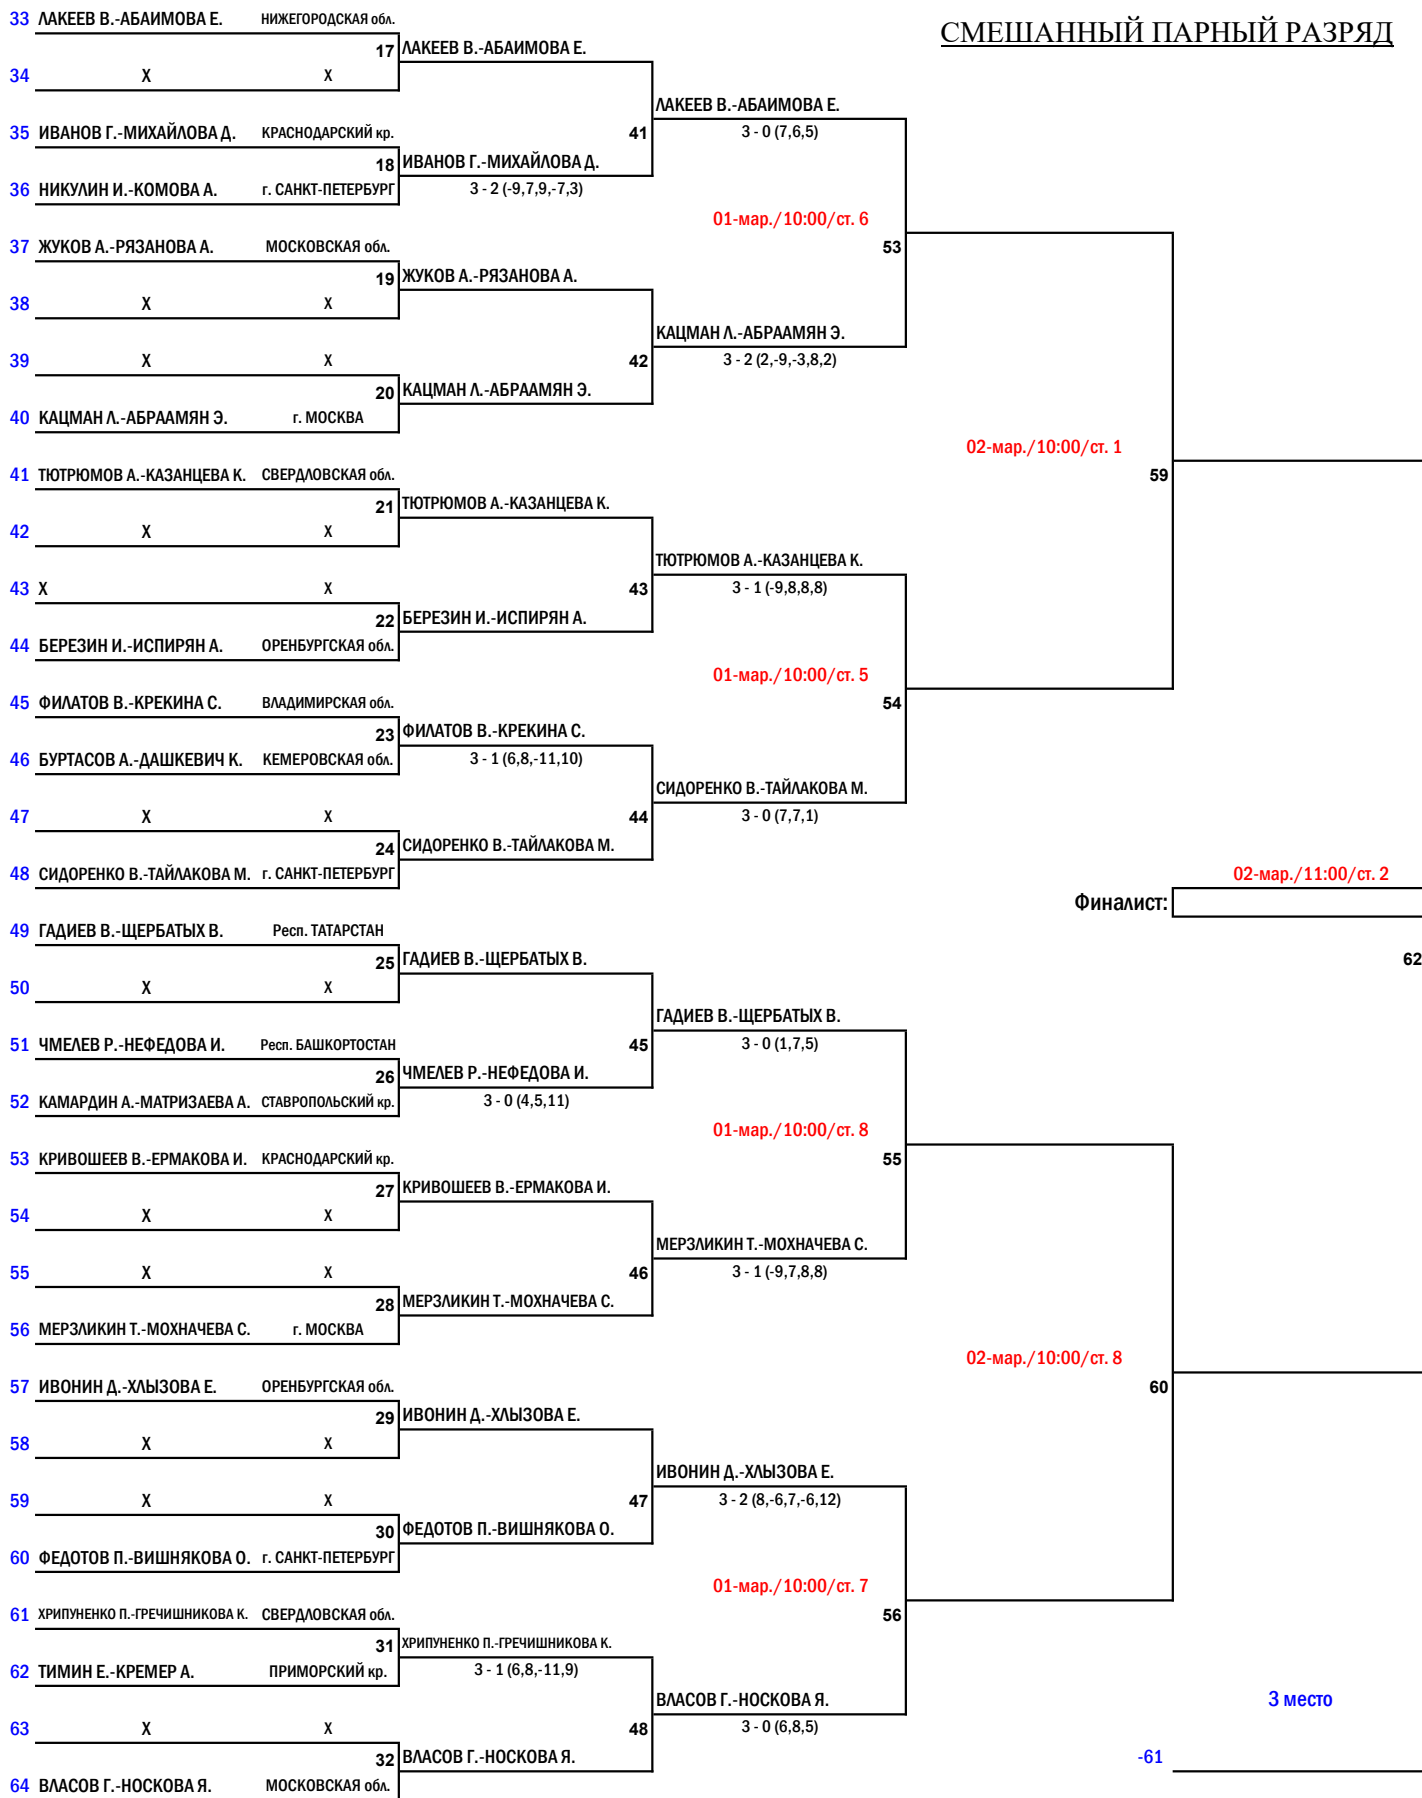 СМЕШАННЫЙ ПАРНЫЙ РАЗРЯД
33 ЛАКЕЕВ В.-АБАИМОВА Е. НИЖЕГОРОДСКАЯ обл.
17 ЛАКЕЕВ В.-АБАИМОВА Е.
34 X X
ЛАКЕЕВ В.-АБАИМОВА Е.
35 ИВАНОВ Г.-МИХАЙЛОВА Д. КРАСНОДАРСКИЙ кр. 41 3 - 0 (7,6,5)
18 ИВАНОВ Г.-МИХАЙЛОВА Д.
36 НИКУЛИН И.-КОМОВА А. г. САНКТ-ПЕТЕРБУРГ 3 - 2 (-9,7,9,-7,3)
01-мар./10:00/ст. 6
37 ЖУКОВ А.-РЯЗАНОВА А. МОСКОВСКАЯ обл. 53
19 ЖУКОВ А.-РЯЗАНОВА А.
38 X X
КАЦМАН Л.-АБРААМЯН Э.
39 X X 42 3 - 2 (2,-9,-3,8,2)
20 КАЦМАН Л.-АБРААМЯН Э.
40 КАЦМАН Л.-АБРААМЯН Э. г. МОСКВА
02-мар./10:00/ст. 1
41 ТЮТРЮМОВ А.-КАЗАНЦЕВА К. СВЕРДЛОВСКАЯ обл. 59
21 ТЮТРЮМОВ А.-КАЗАНЦЕВА К.
42 X X
ТЮТРЮМОВ А.-КАЗАНЦЕВА К.
43 X X 43 3 - 1 (-9,8,8,8)
22 БЕРЕЗИН И.-ИСПИРЯН А.
44 БЕРЕЗИН И.-ИСПИРЯН А. ОРЕНБУРГСКАЯ обл.
01-мар./10:00/ст. 5
45 ФИЛАТОВ В.-КРЕКИНА С. ВЛАДИМИРСКАЯ обл. 54
23 ФИЛАТОВ В.-КРЕКИНА С.
46 БУРТАСОВ А.-ДАШКЕВИЧ К. КЕМЕРОВСКАЯ обл. 3 - 1 (6,8,-11,10)
СИДОРЕНКО В.-ТАЙЛАКОВА М.
47 X X 44 3 - 0 (7,7,1)
24 СИДОРЕНКО В.-ТАЙЛАКОВА М.
48 СИДОРЕНКО В.-ТАЙЛАКОВА М. г. САНКТ-ПЕТЕРБУРГ 02-мар./11:00/ст. 2
Финалист:
49 ГАДИЕВ В.-ЩЕРБАТЫХ В. Респ. ТАТАРСТАН
25 ГАДИЕВ В.-ЩЕРБАТЫХ В. 62
50 X X
ГАДИЕВ В.-ЩЕРБАТЫХ В.
51 ЧМЕЛЕВ Р.-НЕФЕДОВА И. Респ. БАШКОРТОСТАН 45 3 - 0 (1,7,5)
26 ЧМЕЛЕВ Р.-НЕФЕДОВА И.
52 КАМАРДИН А.-МАТРИЗАЕВА А. СТАВРОПОЛЬСКИЙ кр. 3 - 0 (4,5,11)
01-мар./10:00/ст. 8
53 КРИВОШЕЕВ В.-ЕРМАКОВА И. КРАСНОДАРСКИЙ кр. 55
27 КРИВОШЕЕВ В.-ЕРМАКОВА И.
54 X X
МЕРЗЛИКИН Т.-МОХНАЧЕВА С.
55 X X 46 3 - 1 (-9,7,8,8)
28 МЕРЗЛИКИН Т.-МОХНАЧЕВА С.
56 МЕРЗЛИКИН Т.-МОХНАЧЕВА С. г. МОСКВА
02-мар./10:00/ст. 8
57 ИВОНИН Д.-ХЛЫЗОВА Е. ОРЕНБУРГСКАЯ обл. 60
29 ИВОНИН Д.-ХЛЫЗОВА Е.
58 X X
ИВОНИН Д.-ХЛЫЗОВА Е.
59 X X 47 3 - 2 (8,-6,7,-6,12)
30 ФЕДОТОВ П.-ВИШНЯКОВА О.
60 ФЕДОТОВ П.-ВИШНЯКОВА О. г. САНКТ-ПЕТЕРБУРГ
01-мар./10:00/ст. 7
61 ХРИПУНЕНКО П.-ГРЕЧИШНИКОВА К. СВЕРДЛОВСКАЯ обл. 56
31 ХРИПУНЕНКО П.-ГРЕЧИШНИКОВА К.
62 ТИМИН Е.-КРЕМЕР А. ПРИМОРСКИЙ кр. 3 - 1 (6,8,-11,9)
ВЛАСОВ Г.-НОСКОВА Я. 3 место
63 X X 48 3 - 0 (6,8,5)
32 ВЛАСОВ Г.-НОСКОВА Я. -61
64 ВЛАСОВ Г.-НОСКОВА Я. МОСКОВСКАЯ обл.